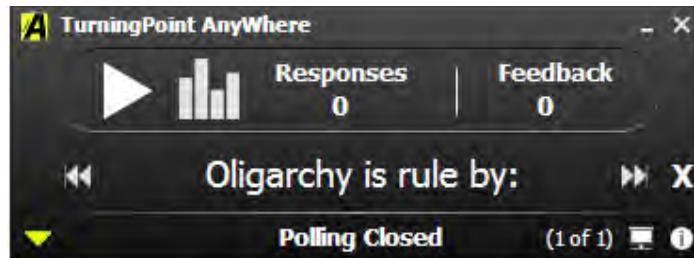 TurningPoint AnyWhere
Responses Feedback
0 0
Oligarchy is rule by: X
Polling Closed (1 of 1)